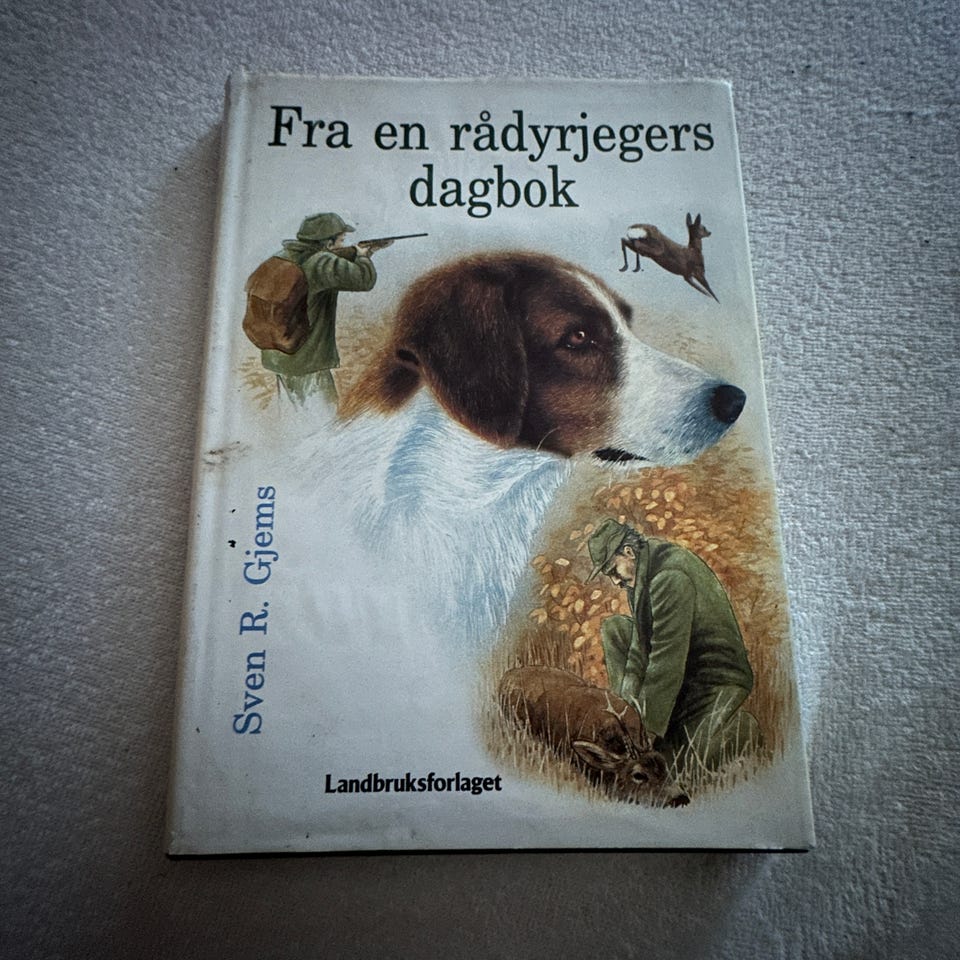 Fra en rådyrjegers
dagbok
Sven R. Gjems
Landbruksforlaget